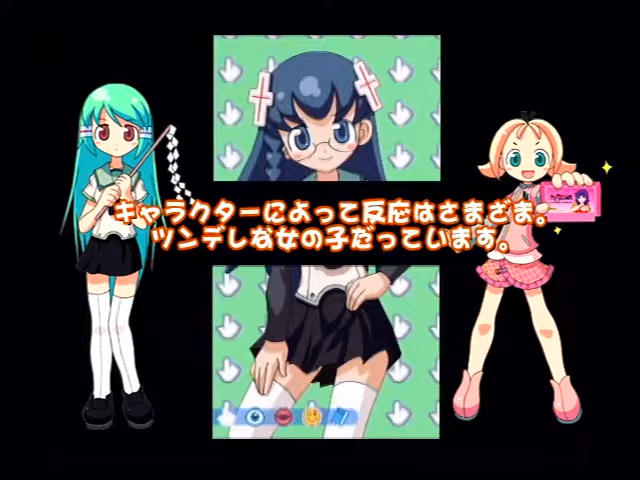 キャラクターによって反応はさまざま。
ツンデレな女の子だっています。